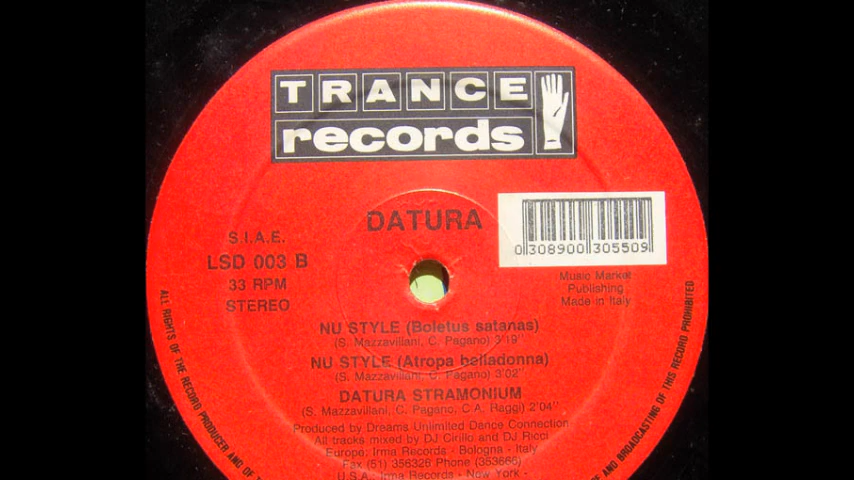 TRANCE
records
DATURA
0 308900 305509
S.I.A.E.
LSD 003 B
33 RPM
STEREO
Music Market
Publishing
Made in Italy
NU STYLE (Boletus satanas)
(S. Mazzavillani, C. Pagano) 3'19''
NU STYLE (Atropa belladonna)
(S. Mazzavillani, C. Pagano) 3'02''
DATURA STRAMONIUM
(S. Mazzavillani, C. Pagano, C.A. Raggi) 2'04''
Produced by Dreams Unlimited Dance Connection
All tracks mixed by DJ Cirillo and DJ Ricci
Europe: Irma Records - Bologna - Italy
Fax (51) 356326 Phone (353666)
U.S.A.: Irma Records - New York -
ALL RIGHTS OF THE RECORD PRODUCER AND OF
AND BROADCASTING OF THIS RECORD PROHIBITED